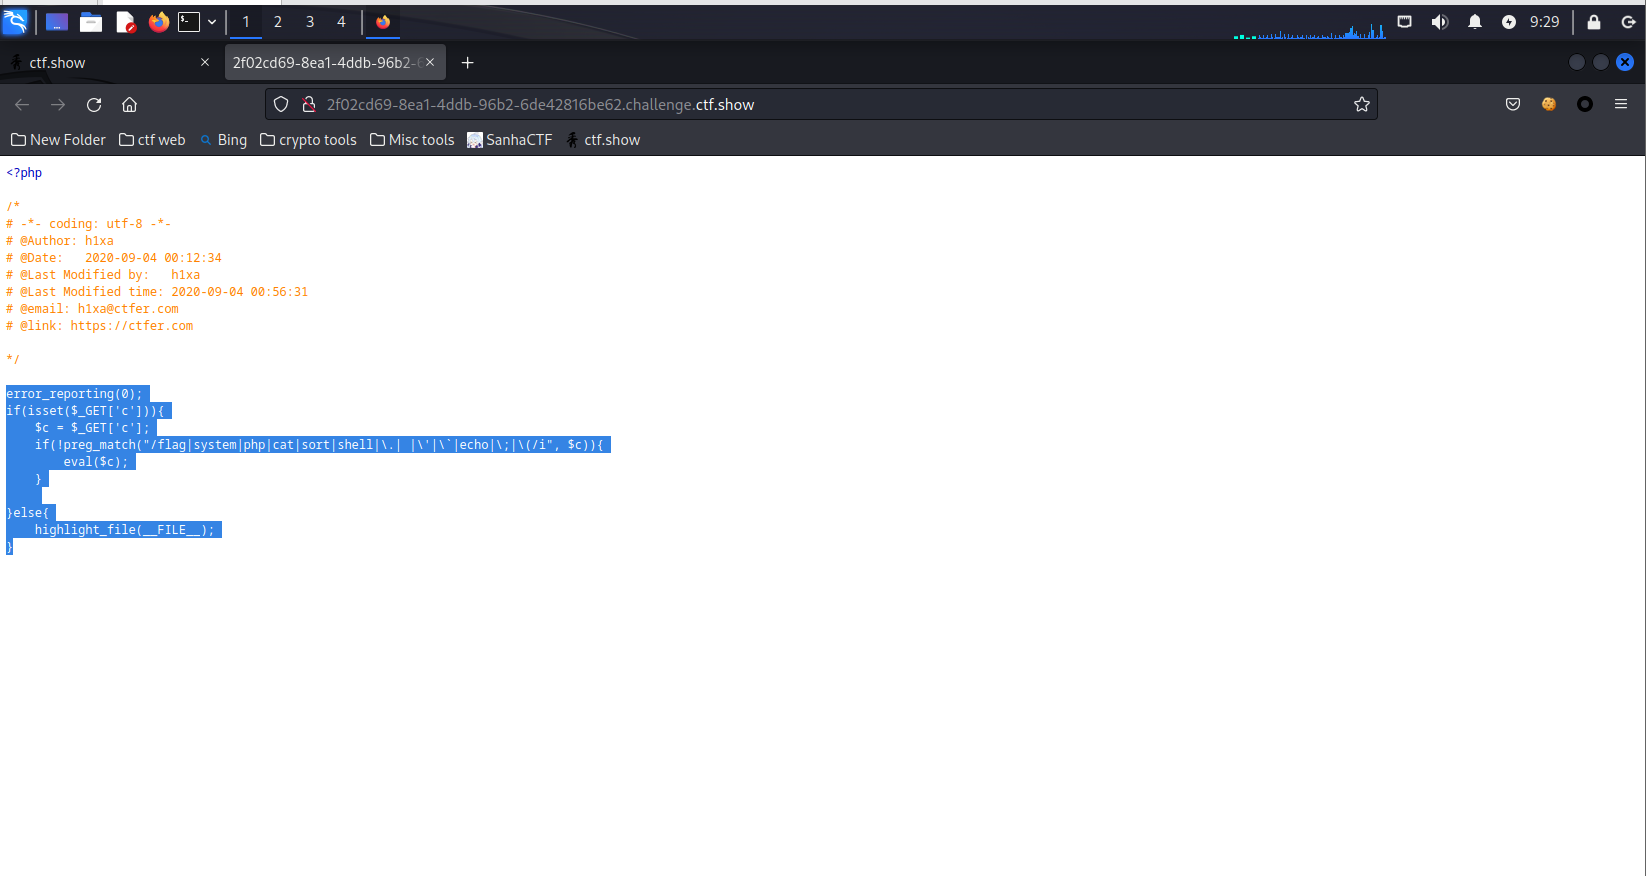 1 2 3 4 9:29
ctf.show 2f02cd69-8ea1-4ddb-96b2-6
2f02cd69-8ea1-4ddb-96b2-6de42816be62.challenge.ctf.show
New Folder ctf web Bing crypto tools Misc tools SanhaCTF ctf.show
<?php
/*
# -*- coding: utf-8 -*-
# @Author: h1xa
# @Date:   2020-09-04 00:12:34
# @Last Modified by:   h1xa
# @Last Modified time: 2020-09-04 00:56:31
# @email: h1xa@ctfer.com
# @link: https://ctfer.com
*/
error_reporting(0);
if(isset($_GET['c'])){
    $c = $_GET['c'];
    if(!preg_match("/flag|system|php|cat|sort|shell|\.| |\'|\`|echo|\;|\(/i", $c)){
        eval($c);
    }
}else{
    highlight_file(__FILE__);
}